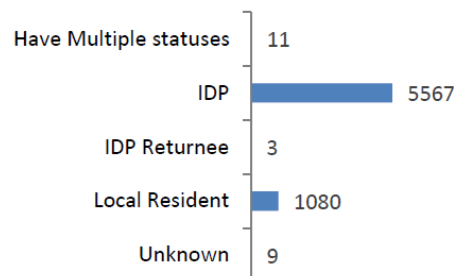 Have Multiple statuses 11
IDP 5567
IDP Returnee 3
Local Resident 1080
Unknown 9